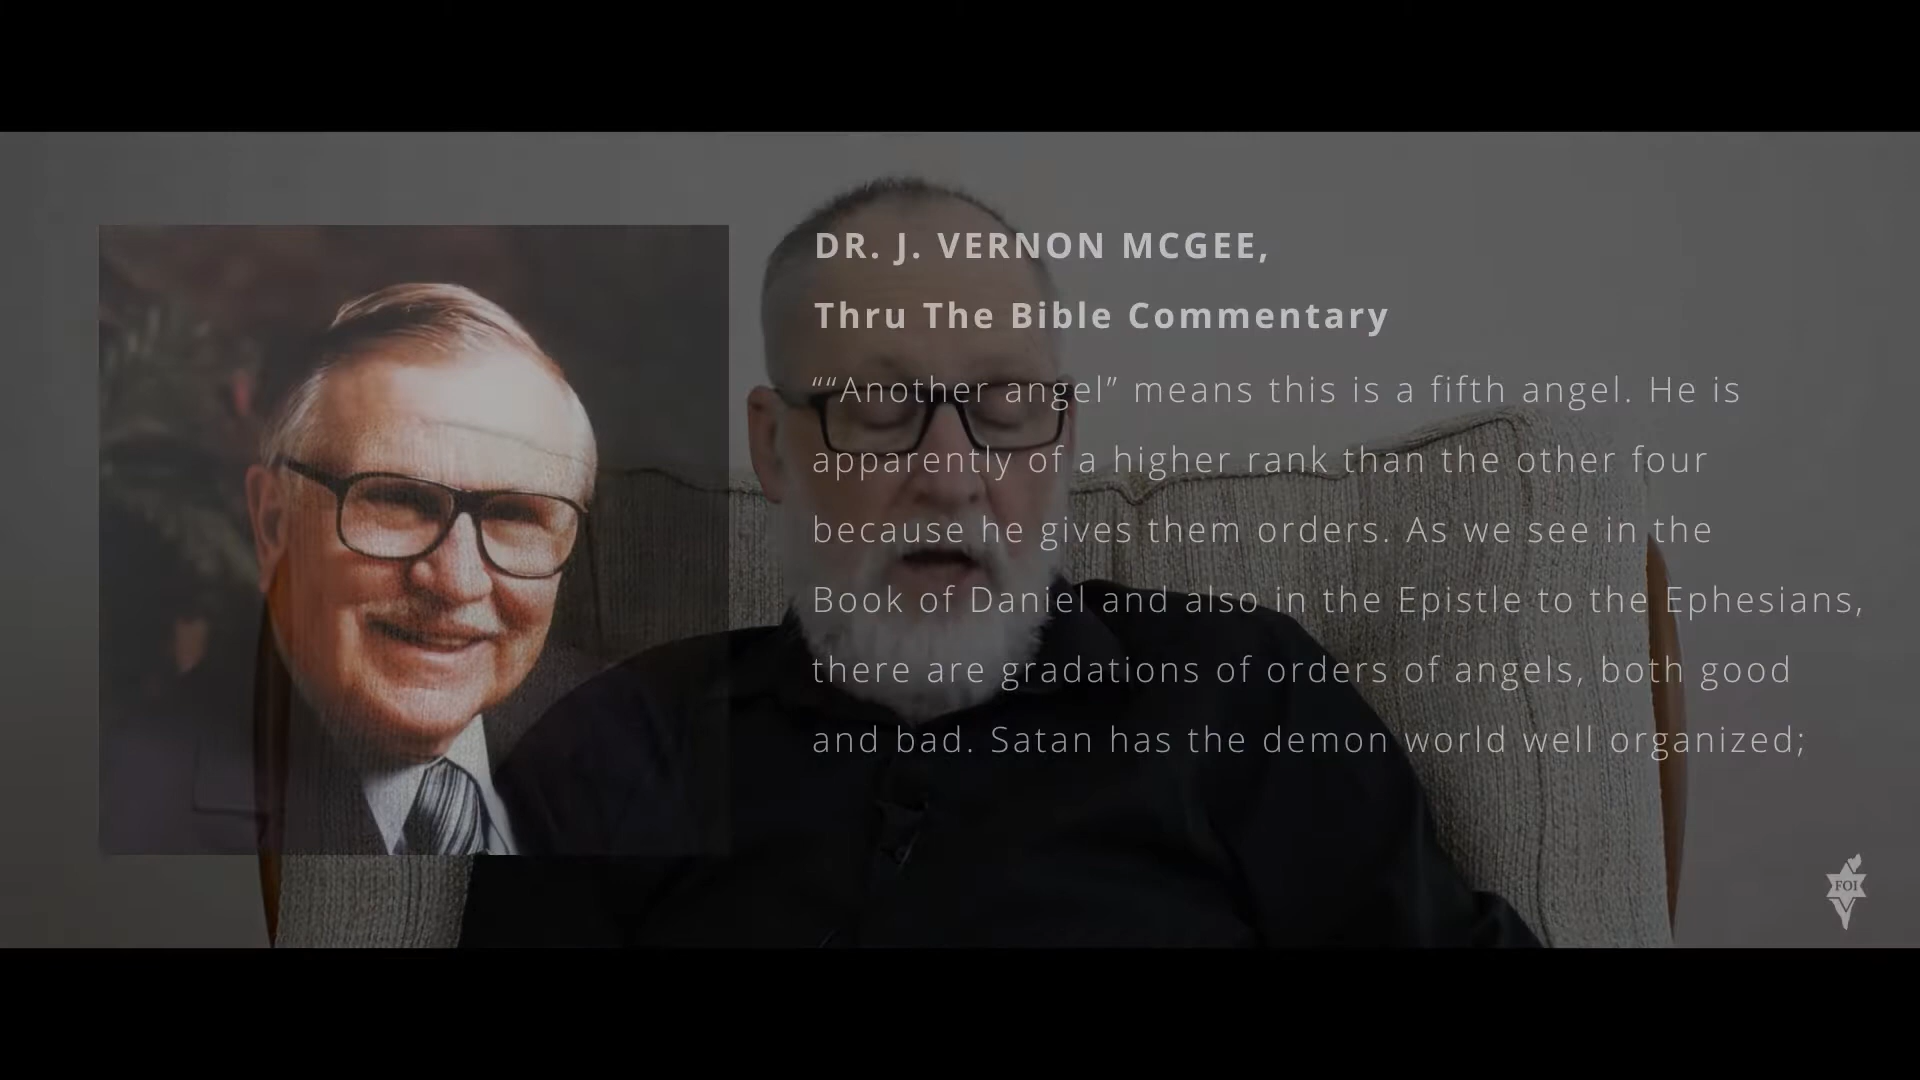 DR. J. VERNON MCGEE,
Thru The Bible Commentary
““Another angel” means this is a fifth angel. He is
apparently of a higher rank than the other four
because he gives them orders. As we see in the
Book of Daniel and also in the Epistle to the Ephesians,
there are gradations of orders of angels, both good
and bad. Satan has the demon world well organized;
FOI